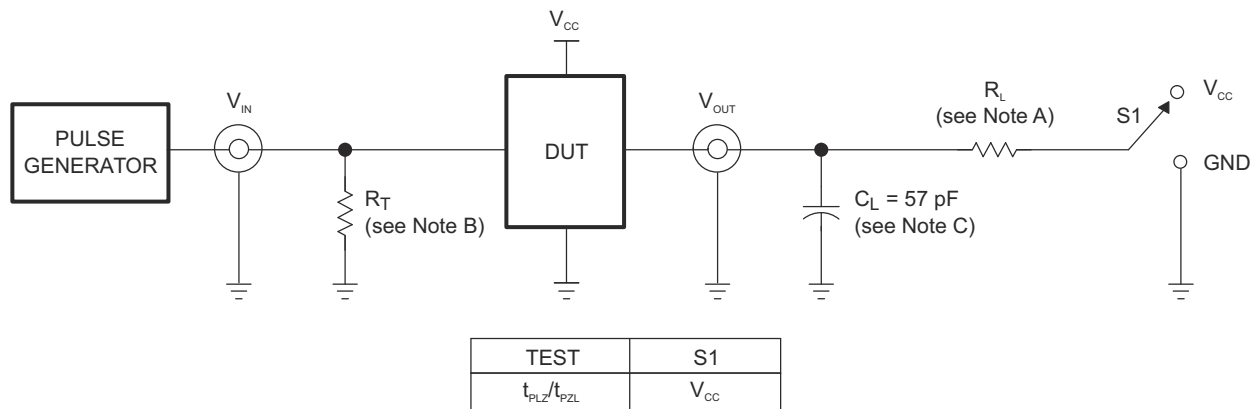 V_CC
PULSE
GENERATOR
V_IN
R_T
(see Note B)
DUT
V_OUT
C_L = 57 pF
(see Note C)
R_L
(see Note A)
S1
V_CC
GND
TEST S1
t_PLZ/t_PZL V_CC